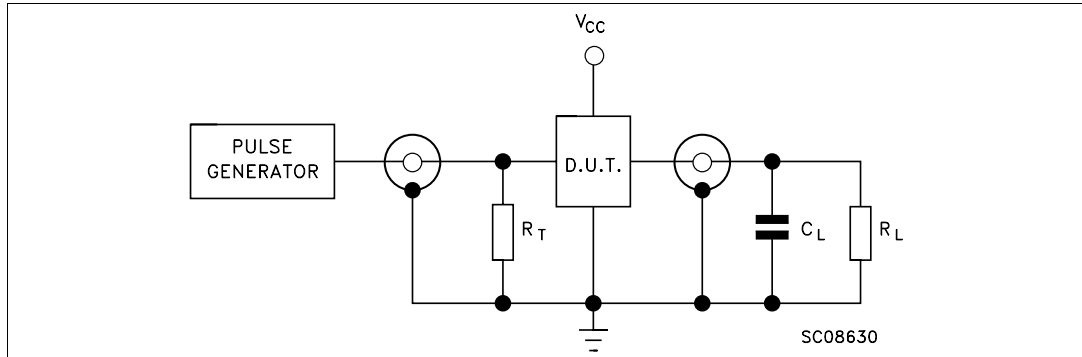 VCC
PULSE
GENERATOR
D.U.T.
RT
CL
RL
SC08630